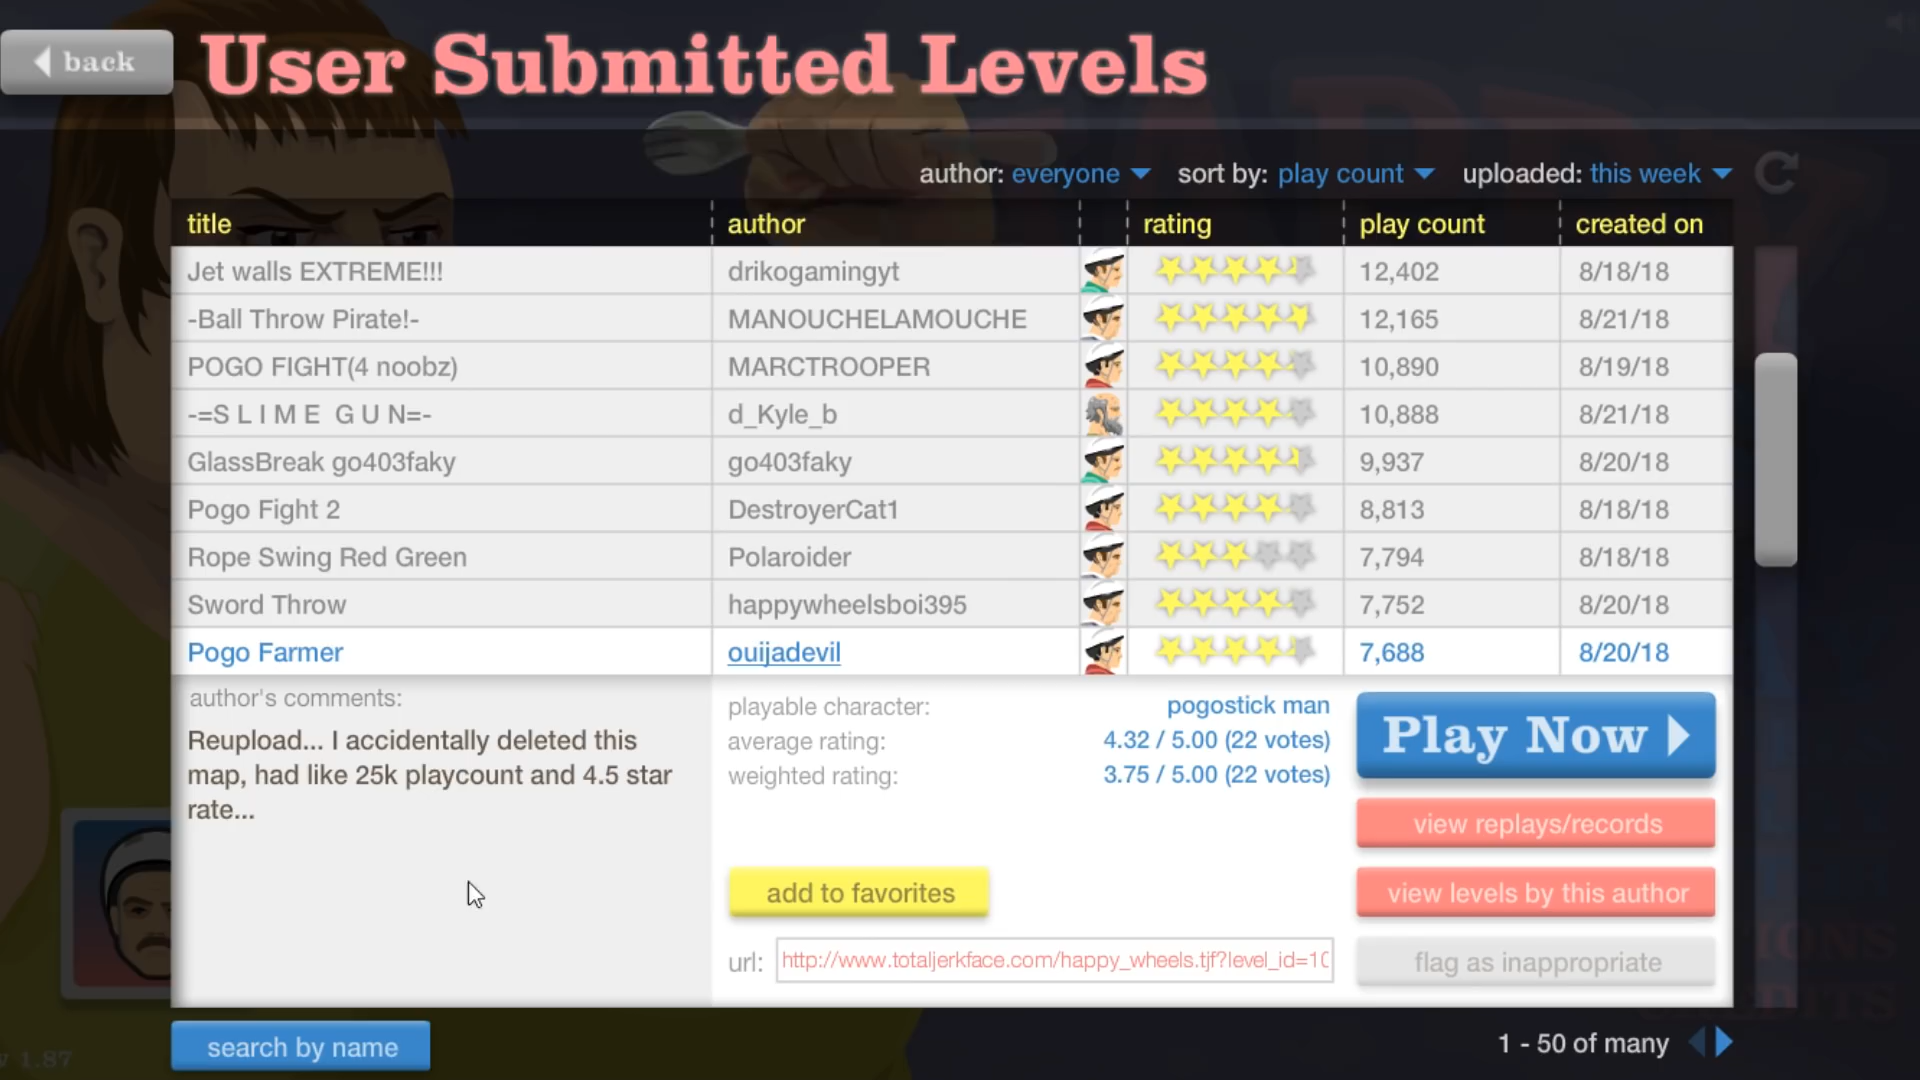 back
User Submitted Levels
author: everyone sort by: play count uploaded: this week
title author rating play count created on
Jet walls EXTREME!!! drikogamingyt 12,402 8/18/18
-Ball Throw Pirate!- MANOUCHELAMOUCHE 12,165 8/21/18
POGO FIGHT(4 noobz) MARCTROOPER 10,890 8/19/18
-=S L I M E  G U N=- d_Kyle_b 10,888 8/21/18
GlassBreak go403faky go403faky 9,937 8/20/18
Pogo Fight 2 DestroyerCat1 8,813 8/18/18
Rope Swing Red Green Polaroider 7,794 8/18/18
Sword Throw happywheelsboi395 7,752 8/20/18
Pogo Farmer ouijadevil 7,688 8/20/18
author's comments:
Reupload... I accidentally deleted this
map, had like 25k playcount and 4.5 star
rate...
playable character: pogostick man
average rating: 4.32 / 5.00 (22 votes)
weighted rating: 3.75 / 5.00 (22 votes)
add to favorites
url: http://www.totaljerkface.com/happy_wheels.tjf?level_id=10
Play Now
view replays/records
view levels by this author
flag as inappropriate
search by name
1 - 50 of many
v 1.87